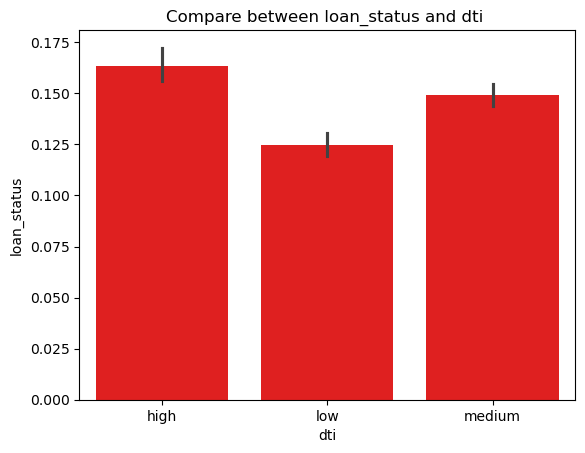 Compare between loan_status and dti
0.175
0.150
0.125
0.100
0.075
0.050
0.025
0.000
loan_status
high low medium
dti